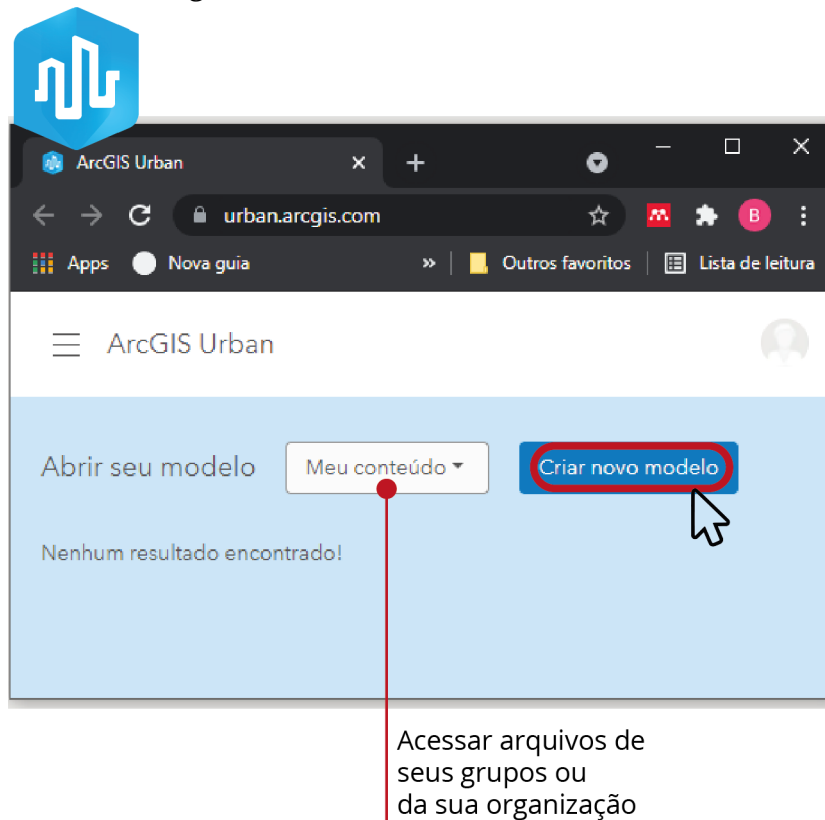 ArcGIS Urban
urban.arcgis.com
B
Apps Nova guia » Outros favoritos Lista de leitura
ArcGIS Urban
Abrir seu modelo Meu conteúdo Criar novo modelo
Nenhum resultado encontrado!
Acessar arquivos de
seus grupos ou
da sua organização